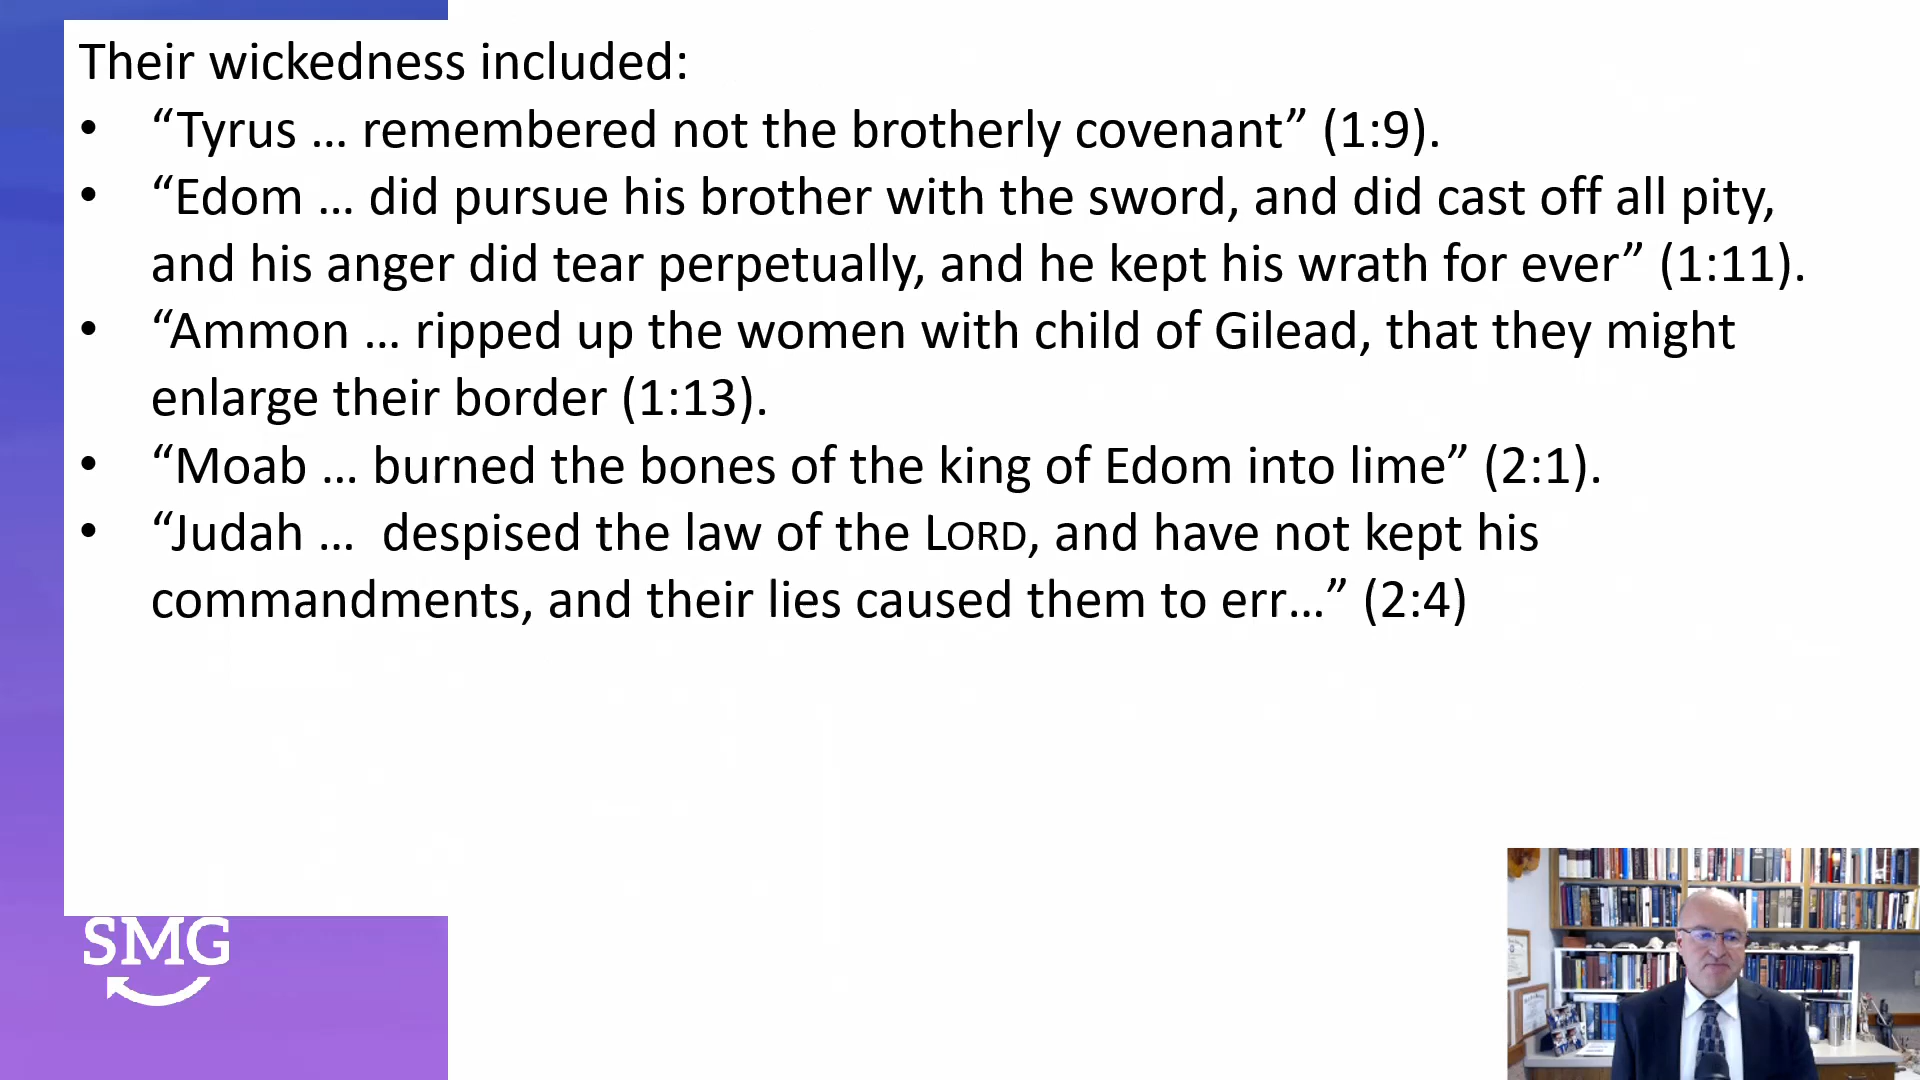 Their wickedness included:
• “Tyrus … remembered not the brotherly covenant” (1:9).
• “Edom … did pursue his brother with the sword, and did cast off all pity,
and his anger did tear perpetually, and he kept his wrath for ever” (1:11).
• “Ammon … ripped up the women with child of Gilead, that they might
enlarge their border (1:13).
• “Moab … burned the bones of the king of Edom into lime” (2:1).
• “Judah …  despised the law of the LORD, and have not kept his
commandments, and their lies caused them to err…” (2:4)
SMG